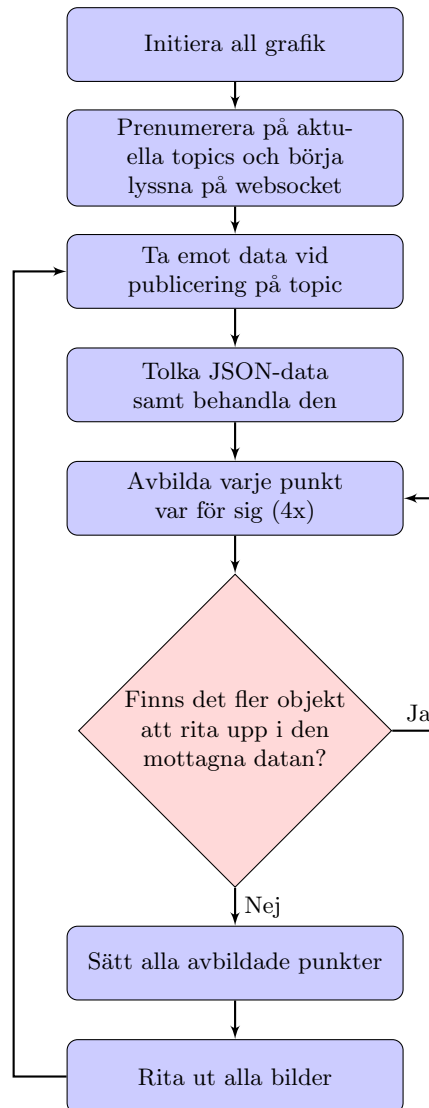 Initiera all grafik
Prenumerera på aktu-
ella topics och börja
lyssna på websocket
Ta emot data vid
publicering på topic
Tolka JSON-data
samt behandla den
Avbilda varje punkt
var för sig (4x)
Finns det fler objekt
att rita upp i den
mottagna datan?
Ja
Nej
Sätt alla avbildade punkter
Rita ut alla bilder